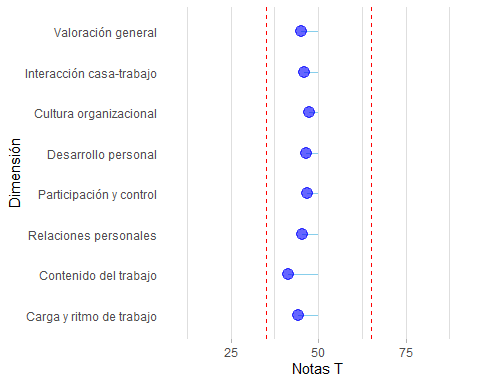 Valoración general
Interacción casa-trabajo
Cultura organizacional
Desarrollo personal
Participación y control
Relaciones personales
Contenido del trabajo
Carga y ritmo de trabajo
Dimensión
25 50 75
Notas T